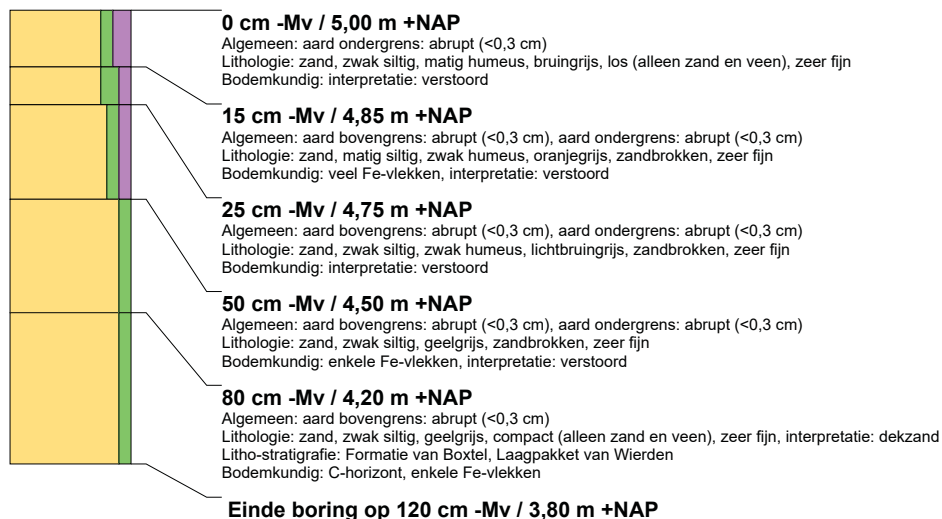 0 cm -Mv / 5,00 m +NAP
Algemeen: aard ondergrens: abrupt (<0,3 cm)
Lithologie: zand, zwak siltig, matig humeus, bruingrijs, los (alleen zand en veen), zeer fijn
Bodemkundig: interpretatie: verstoord
15 cm -Mv / 4,85 m +NAP
Algemeen: aard bovengrens: abrupt (<0,3 cm), aard ondergrens: abrupt (<0,3 cm)
Lithologie: zand, matig siltig, zwak humeus, oranjegrijs, zandbrokken, zeer fijn
Bodemkundig: veel Fe-vlekken, interpretatie: verstoord
25 cm -Mv / 4,75 m +NAP
Algemeen: aard bovengrens: abrupt (<0,3 cm), aard ondergrens: abrupt (<0,3 cm)
Lithologie: zand, zwak siltig, zwak humeus, lichtbruingrijs, zandbrokken, zeer fijn
Bodemkundig: interpretatie: verstoord
50 cm -Mv / 4,50 m +NAP
Algemeen: aard bovengrens: abrupt (<0,3 cm), aard ondergrens: abrupt (<0,3 cm)
Lithologie: zand, zwak siltig, geelgrijs, zandbrokken, zeer fijn
Bodemkundig: enkele Fe-vlekken, interpretatie: verstoord
80 cm -Mv / 4,20 m +NAP
Algemeen: aard bovengrens: abrupt (<0,3 cm)
Lithologie: zand, zwak siltig, geelgrijs, compact (alleen zand en veen), zeer fijn, interpretatie: dekzand
Litho-stratigrafie: Formatie van Boxtel, Laagpakket van Wierden
Bodemkundig: C-horizont, enkele Fe-vlekken
Einde boring op 120 cm -Mv / 3,80 m +NAP